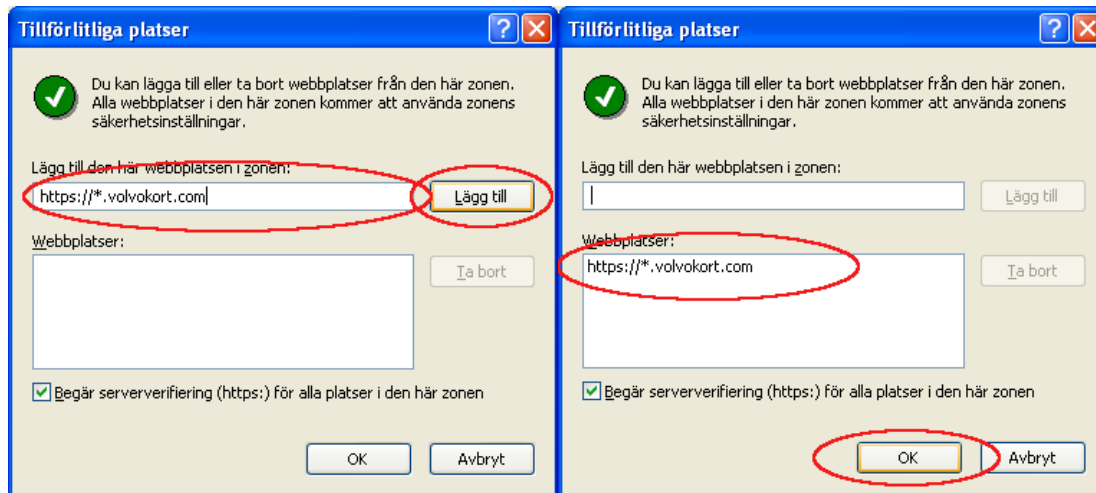 Tillförlitliga platser
Du kan lägga till eller ta bort webbplatser från den här zonen.
Alla webbplatser i den här zonen kommer att använda zonens
säkerhetsinställningar.
Lägg till den här webbplatsen i zonen:
https://*.volvokort.com
Lägg till
Webbplatser:
Ta bort
Begär serververifiering (https:) för alla platser i den här zonen
OK
Avbryt
Tillförlitliga platser
Du kan lägga till eller ta bort webbplatser från den här zonen.
Alla webbplatser i den här zonen kommer att använda zonens
säkerhetsinställningar.
Lägg till den här webbplatsen i zonen:
Lägg till
Webbplatser:
https://*.volvokort.com
Ta bort
Begär serververifiering (https:) för alla platser i den här zonen
OK
Avbryt